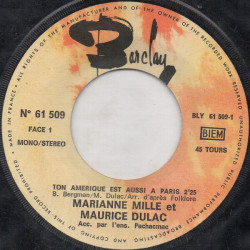 ALL RIGHTS OF THE PRODUCER AND OF THE OWNER OF THE RECORDED WORK
MADE IN FRANCE
Barclay
N° 61 509
BLY 61 509-1
FACE 1
BIEM
MONO/STEREO
45 TOURS
TON AMERIQUE EST AUSSI A PARIS 2'25
B. Bergman/M. Dulac/Arr. d'après Folklore
MARIANNE MILLE et
MAURICE DULAC
Acc. par l'ens. Pachacmac